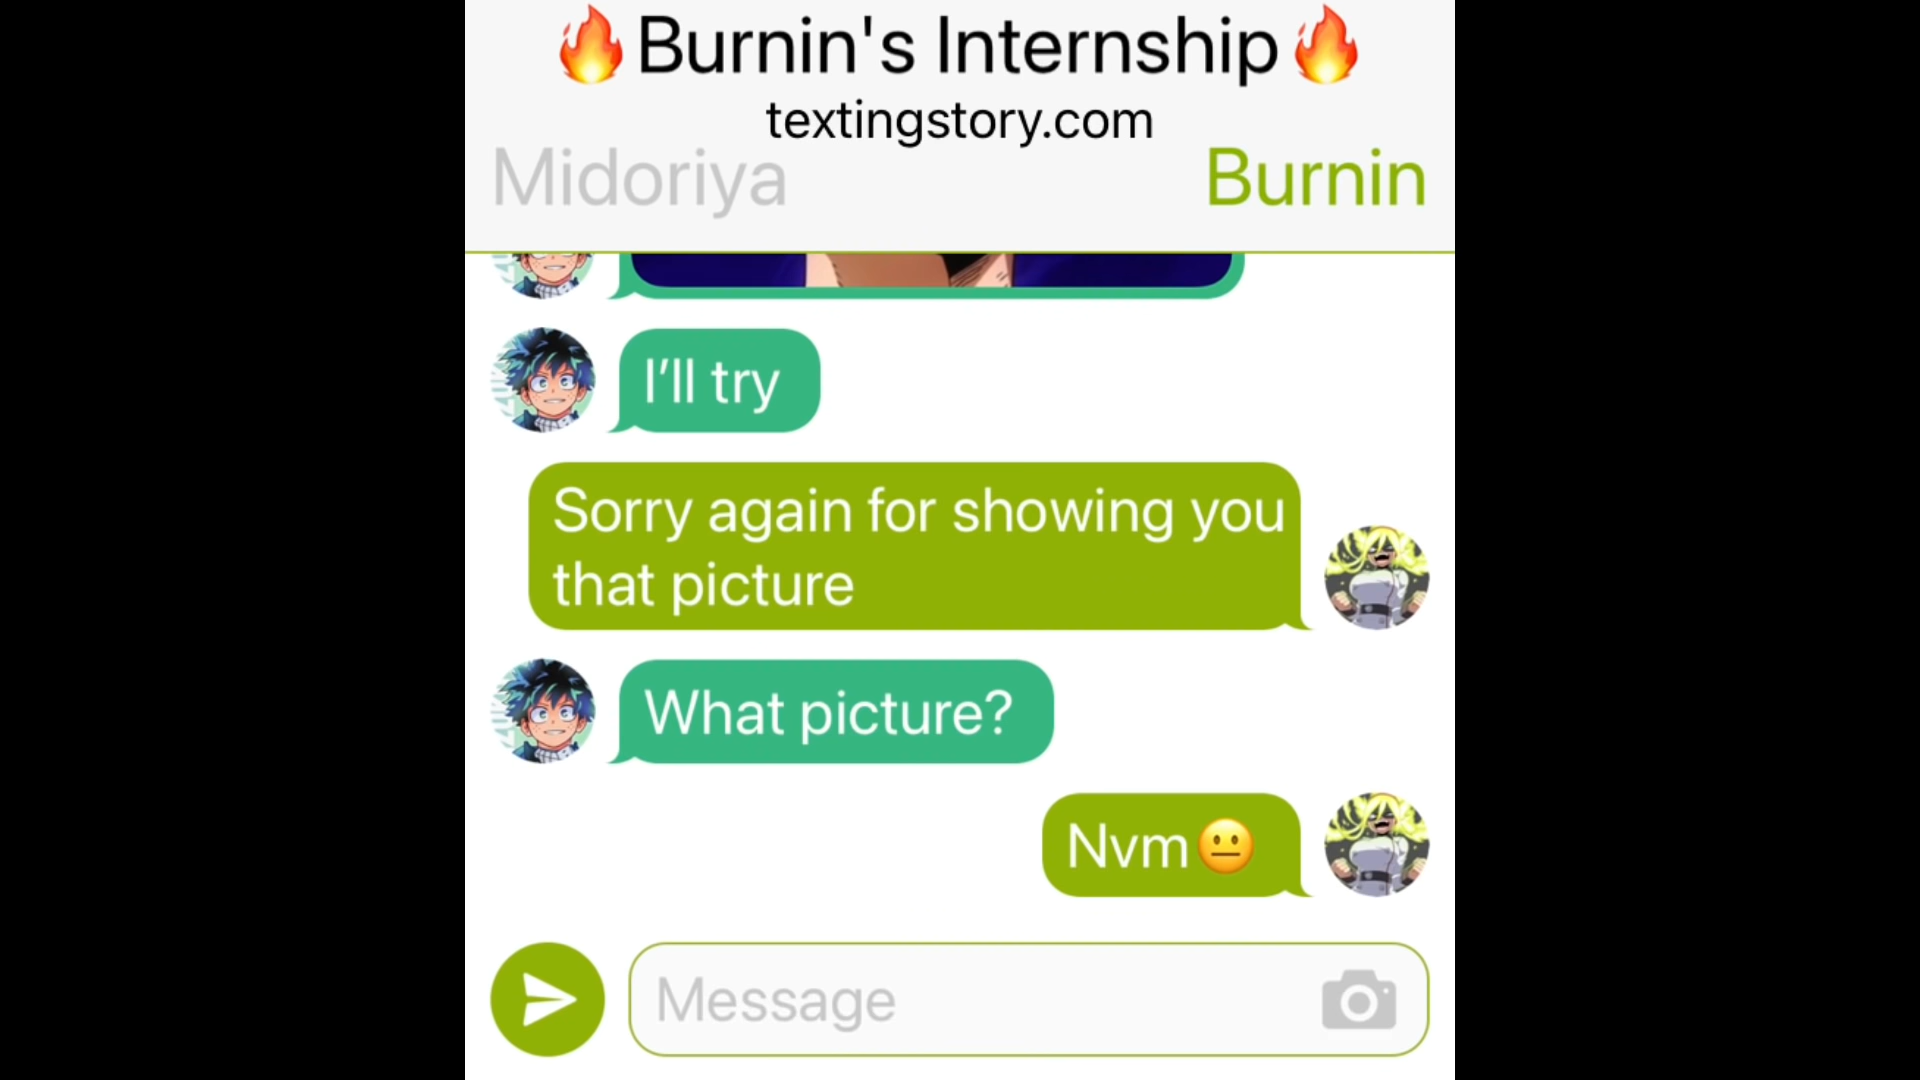 🔥Burnin's Internship🔥
textingstory.com
Midoriya Burnin
I’ll try
Sorry again for showing you
that picture
What picture?
Nvm😐
Message